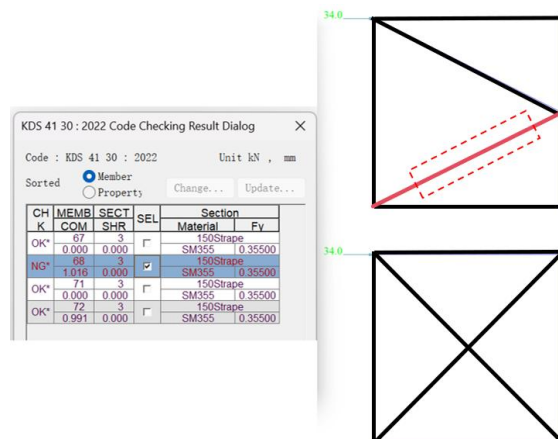 34.0
KDS 41 30 : 2022 Code Checking Result Dialog
Code : KDS 41 30 : 2022 Unit kN , mm
Sorted Member
Property Change... Update...
CHK MEMB SECT SEL Section
COM SHR Material Fy
OK* 67 3 150Strape
0.000 0.000 SM355 0.35500
NG* 68 3 150Strape
1.016 0.000 SM355 0.35500
OK* 71 3 150Strape
0.000 0.000 SM355 0.35500
OK* 72 3 150Strape
0.991 0.000 SM355 0.35500
34.0